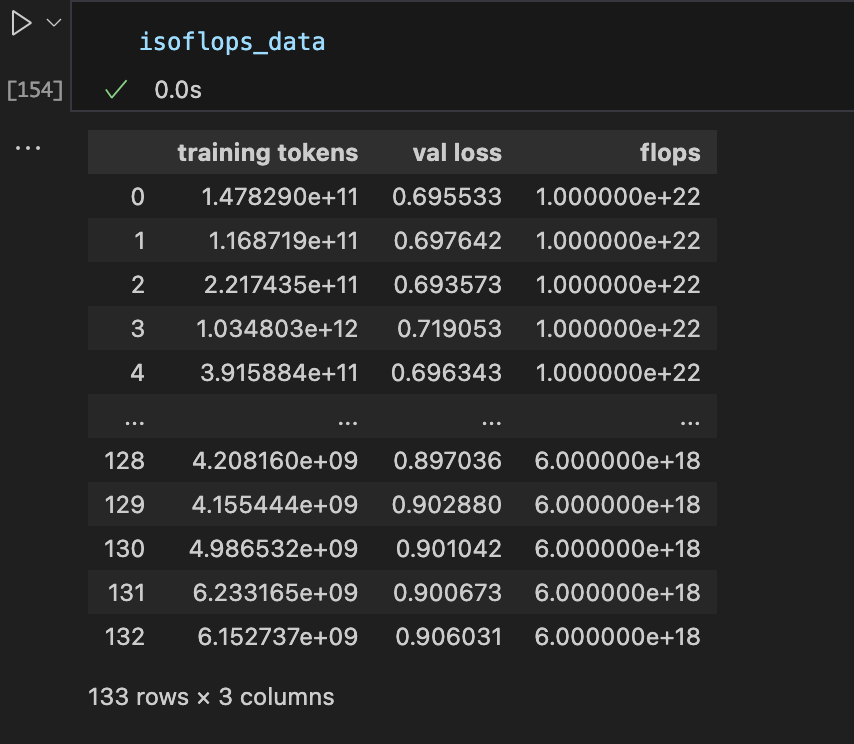 isoflops_data
[154] 0.0s
...
training tokens val loss flops
0 1.478290e+11 0.695533 1.000000e+22
1 1.168719e+11 0.697642 1.000000e+22
2 2.217435e+11 0.693573 1.000000e+22
3 1.034803e+12 0.719053 1.000000e+22
4 3.915884e+11 0.696343 1.000000e+22
... ... ... ...
128 4.208160e+09 0.897036 6.000000e+18
129 4.155444e+09 0.902880 6.000000e+18
130 4.986532e+09 0.901042 6.000000e+18
131 6.233165e+09 0.900673 6.000000e+18
132 6.152737e+09 0.906031 6.000000e+18
133 rows × 3 columns